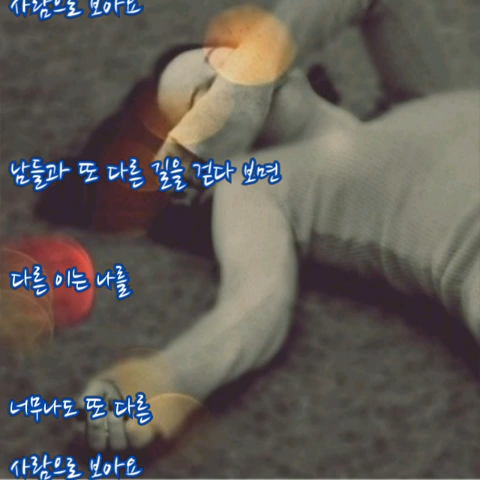 사람으로 보아요
남들과 또 다른 길을 걷다 보면
다른 이는 나를
너무나도 또 다른
사람으로 보아요